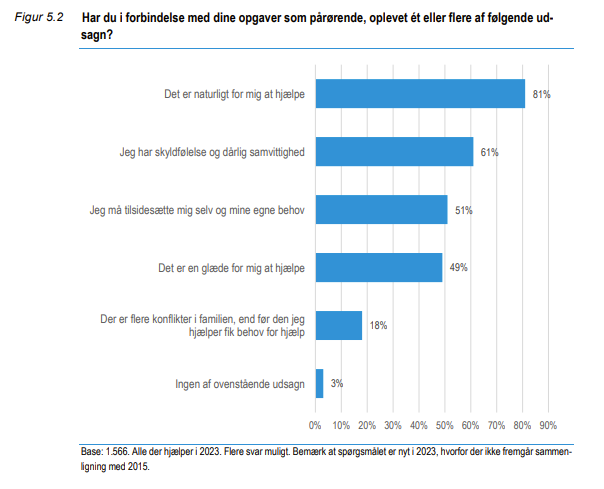 Figur 5.2
Har du i forbindelse med dine opgaver som pårørende, oplevet ét eller flere af følgende ud-
sagn?
Det er naturligt for mig at hjælpe
81%
Jeg har skyldfølelse og dårlig samvittighed
61%
Jeg må tilsidesætte mig selv og mine egne behov
51%
Det er en glæde for mig at hjælpe
49%
Der er flere konflikter i familien, end før den jeg
hjælper fik behov for hjælp
18%
Ingen af ovenstående udsagn
3%
0% 10% 20% 30% 40% 50% 60% 70% 80% 90%
Base: 1.566. Alle der hjælper i 2023. Flere svar muligt. Bemærk at spørgsmålet er nyt i 2023, hvorfor der ikke fremgår sammen-
ligning med 2015.